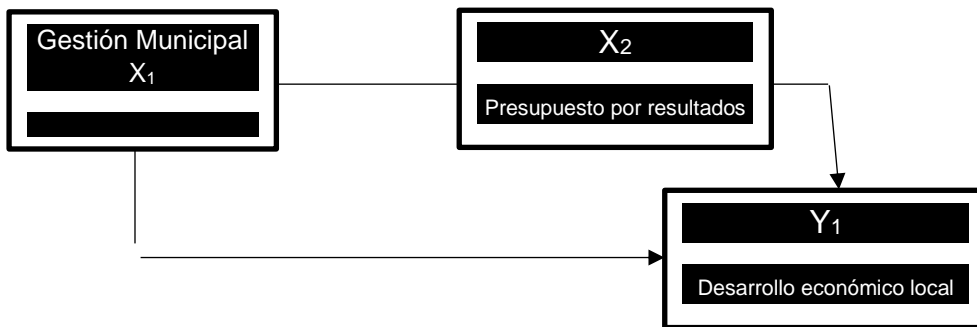 Gestión Municipal
X1
X2
Presupuesto por resultados
Y1
Desarrollo económico local